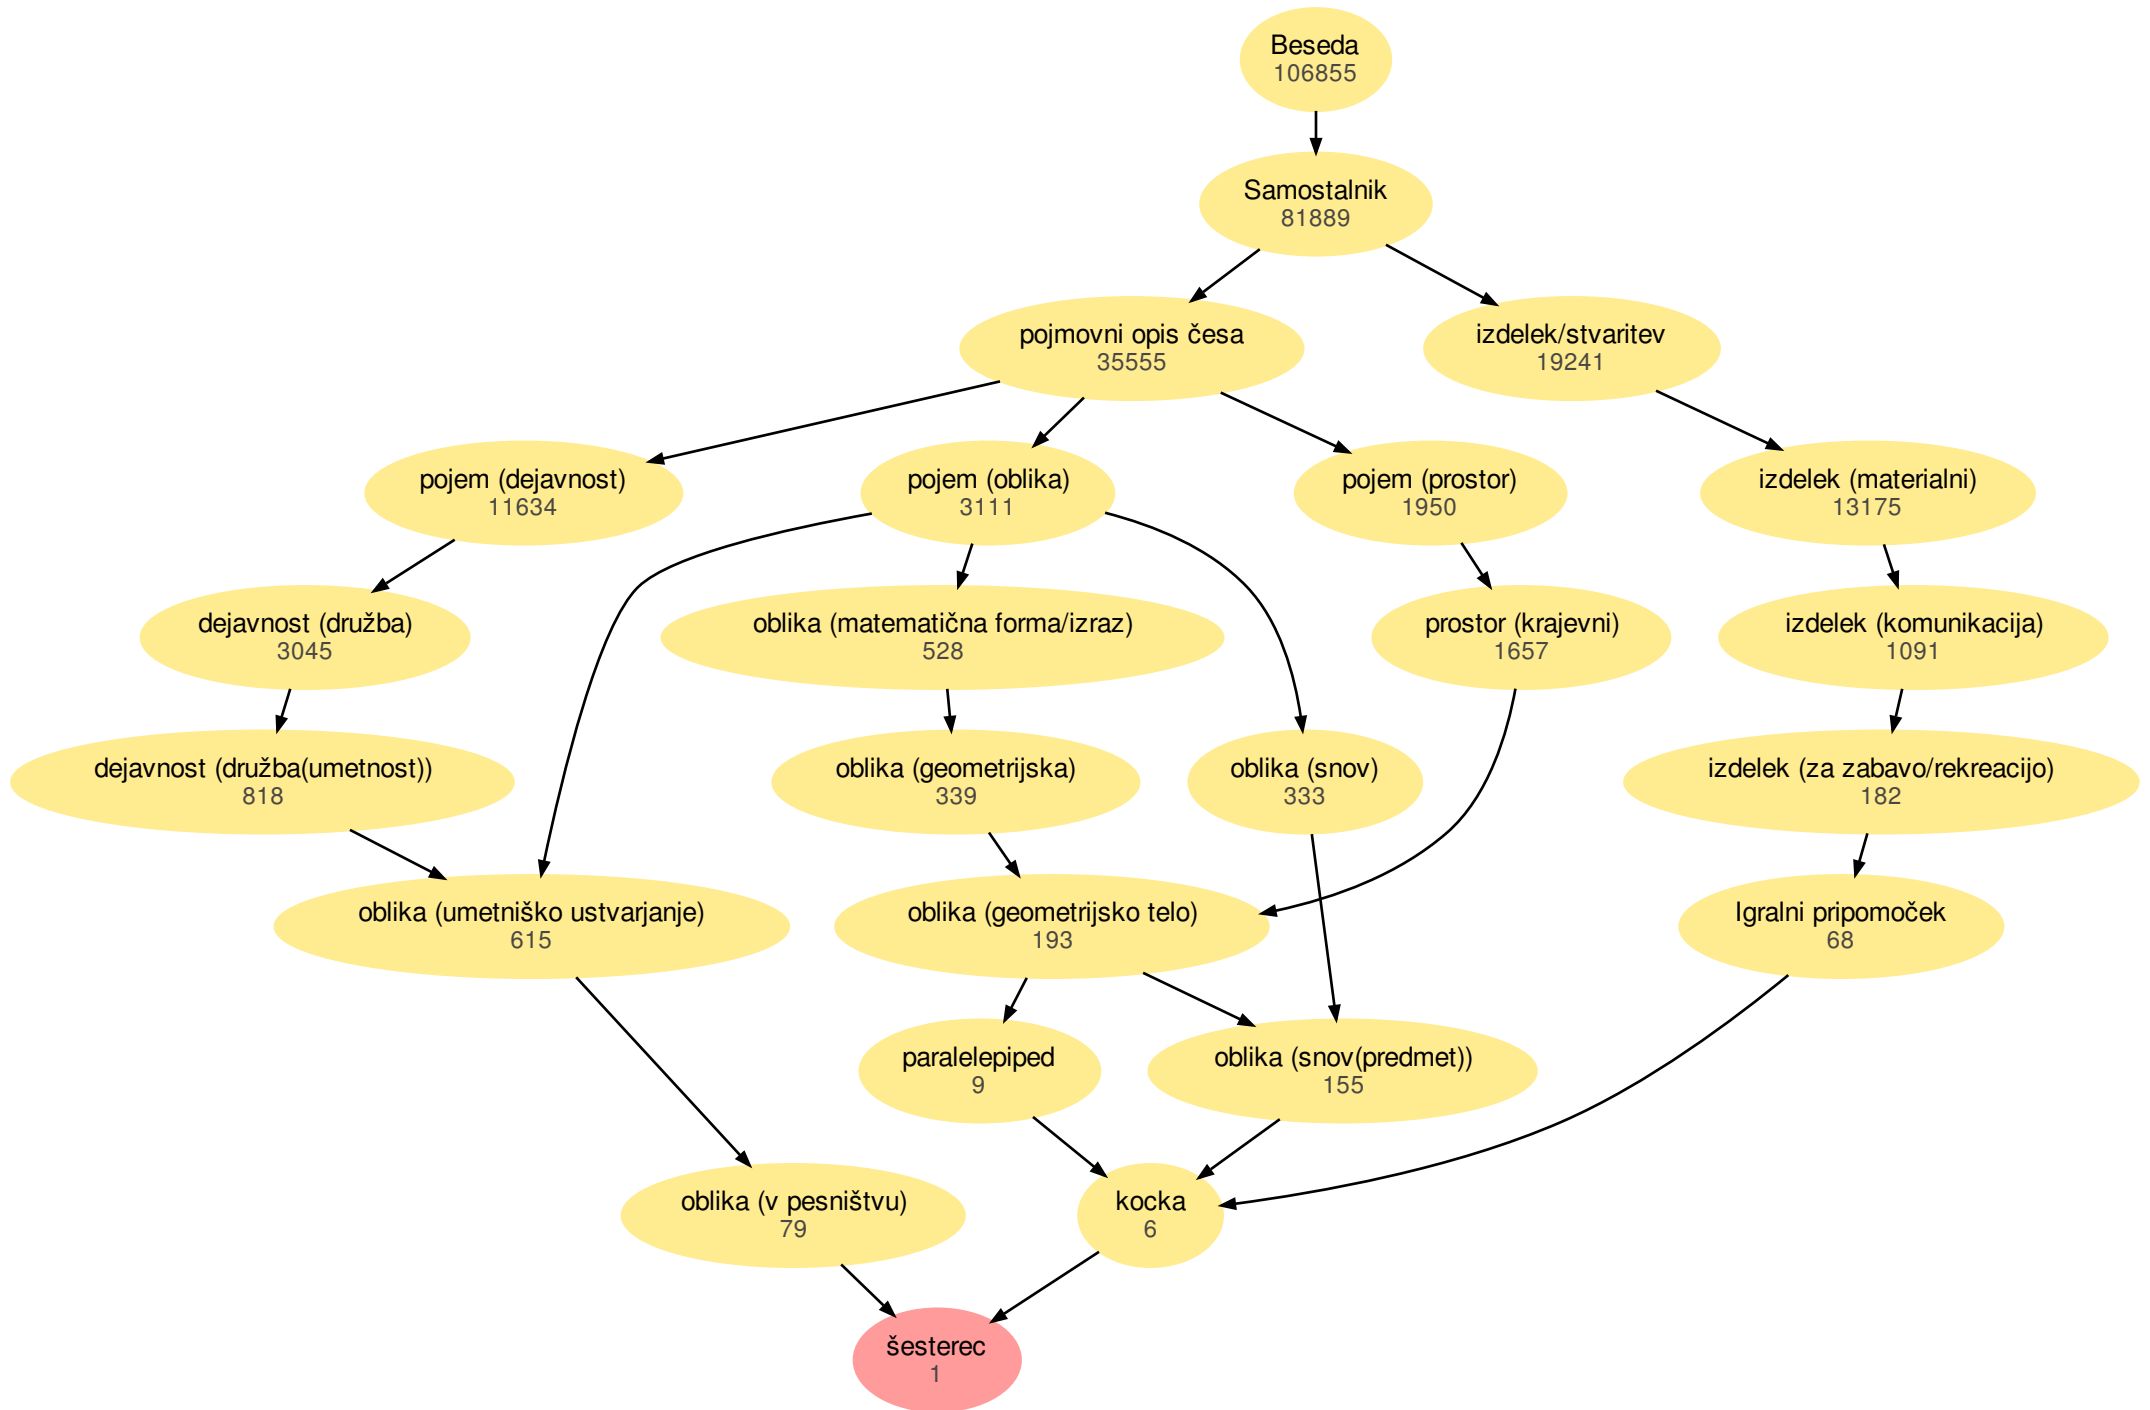 Beseda
106855
Samostalnik
81889
pojmovni opis česa
35555
izdelek/stvaritev
19241
pojem (dejavnost)
11634
pojem (oblika)
3111
pojem (prostor)
1950
izdelek (materialni)
13175
dejavnost (družba)
3045
oblika (matematična forma/izraz)
528
prostor (krajevni)
1657
izdelek (komunikacija)
1091
dejavnost (družba(umetnost))
818
oblika (geometrijska)
339
oblika (snov)
333
izdelek (za zabavo/rekreacijo)
182
oblika (umetniško ustvarjanje)
615
oblika (geometrijsko telo)
193
Igralni pripomoček
68
paralelepiped
9
oblika (snov(predmet))
155
oblika (v pesništvu)
79
kocka
6
šesterec
1